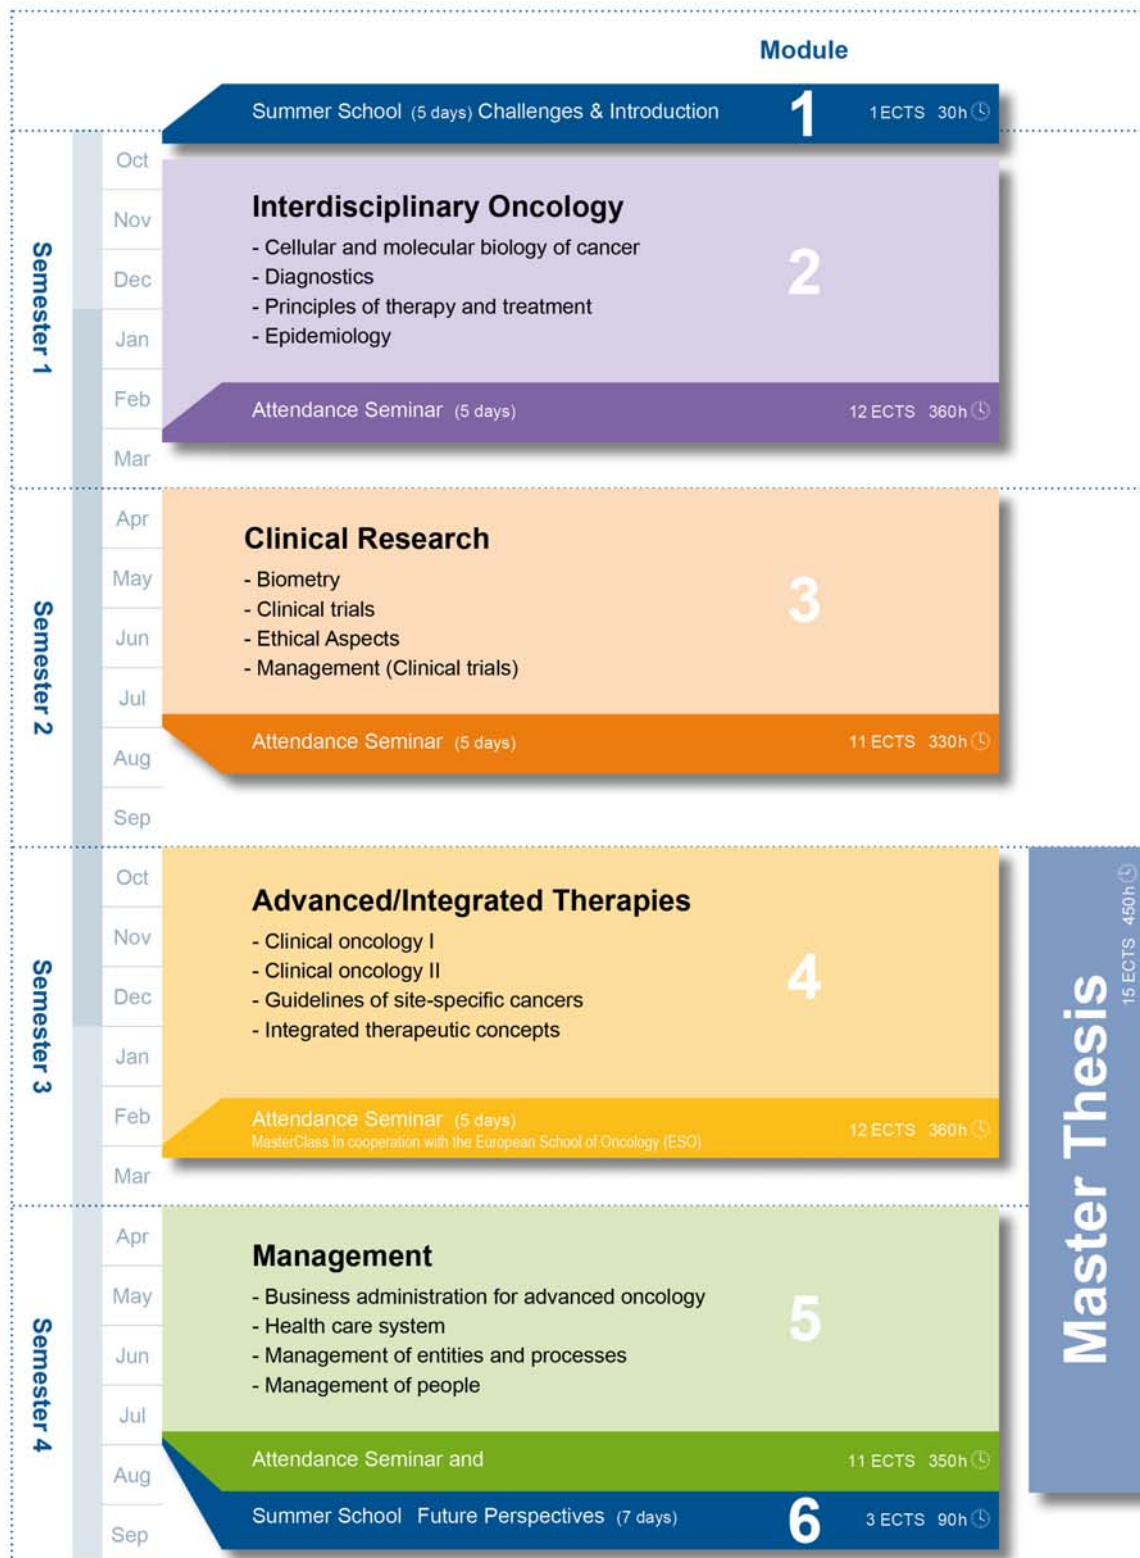 Module
Summer School (5 days) Challenges & Introduction 1 1 ECTS 30h
Semester 1
Oct
Nov
Dec
Jan
Feb
Mar
Interdisciplinary Oncology
- Cellular and molecular biology of cancer
- Diagnostics
- Principles of therapy and treatment
- Epidemiology
2
Attendance Seminar (5 days) 12 ECTS 360h
Semester 2
Apr
May
Jun
Jul
Aug
Sep
Clinical Research
- Biometry
- Clinical trials
- Ethical Aspects
- Management (Clinical trials)
3
Attendance Seminar (5 days) 11 ECTS 330h
Semester 3
Oct
Nov
Dec
Jan
Feb
Mar
Advanced/Integrated Therapies
- Clinical oncology I
- Clinical oncology II
- Guidelines of site-specific cancers
- Integrated therapeutic concepts
4
Attendance Seminar (5 days) 12 ECTS 360h
MasterClass In cooperation with the European School of Oncology (ESO)
Semester 4
Apr
May
Jun
Jul
Aug
Sep
Management
- Business administration for advanced oncology
- Health care system
- Management of entities and processes
- Management of people
5
Attendance Seminar and 11 ECTS 350h
Summer School Future Perspectives (7 days) 6 3 ECTS 90h
Master Thesis
15 ECTS 450h